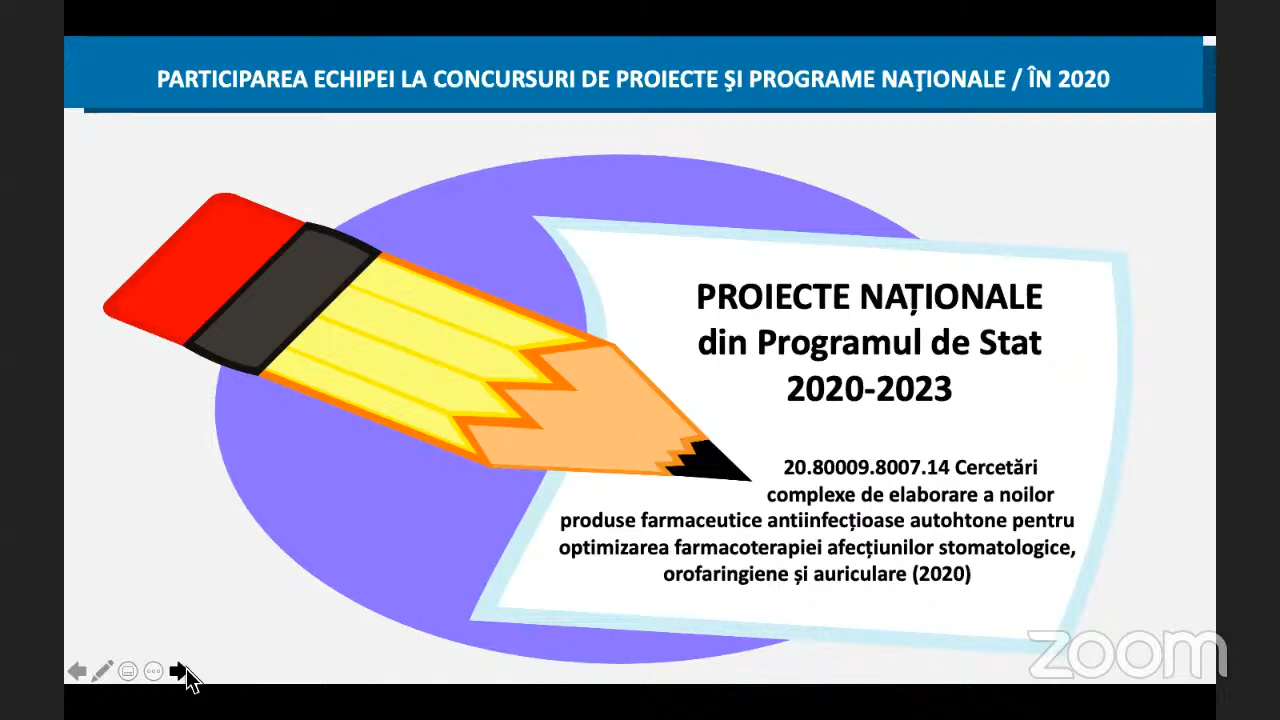 PARTICIPAREA ECHIPEI LA CONCURSURI DE PROIECTE ŞI PROGRAME NAŢIONALE / ÎN 2020
PROIECTE NAȚIONALE
din Programul de Stat
2020-2023
20.80009.8007.14 Cercetări
complexe de elaborare a noilor
produse farmaceutice antiinfecțioase autohtone pentru
optimizarea farmacoterapiei afecțiunilor stomatologice,
orofaringiene și auriculare (2020)
zoom